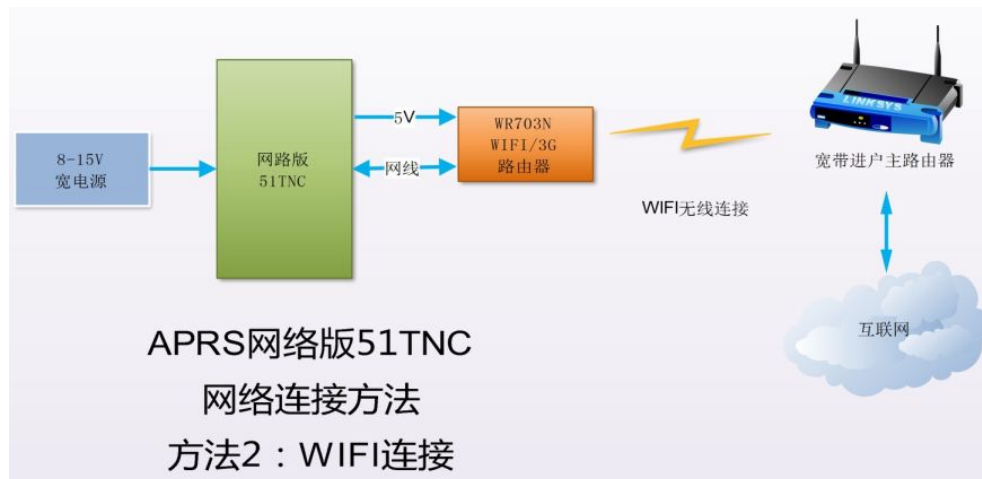 8-15V
宽电源
网路版
51TNC
5V
网线
WR703N
WIFI/3G
路由器
WIFI无线连接
LINKSYS
宽带进户主路由器
互联网
APRS网络版51TNC
网络连接方法
方法2：WIFI连接